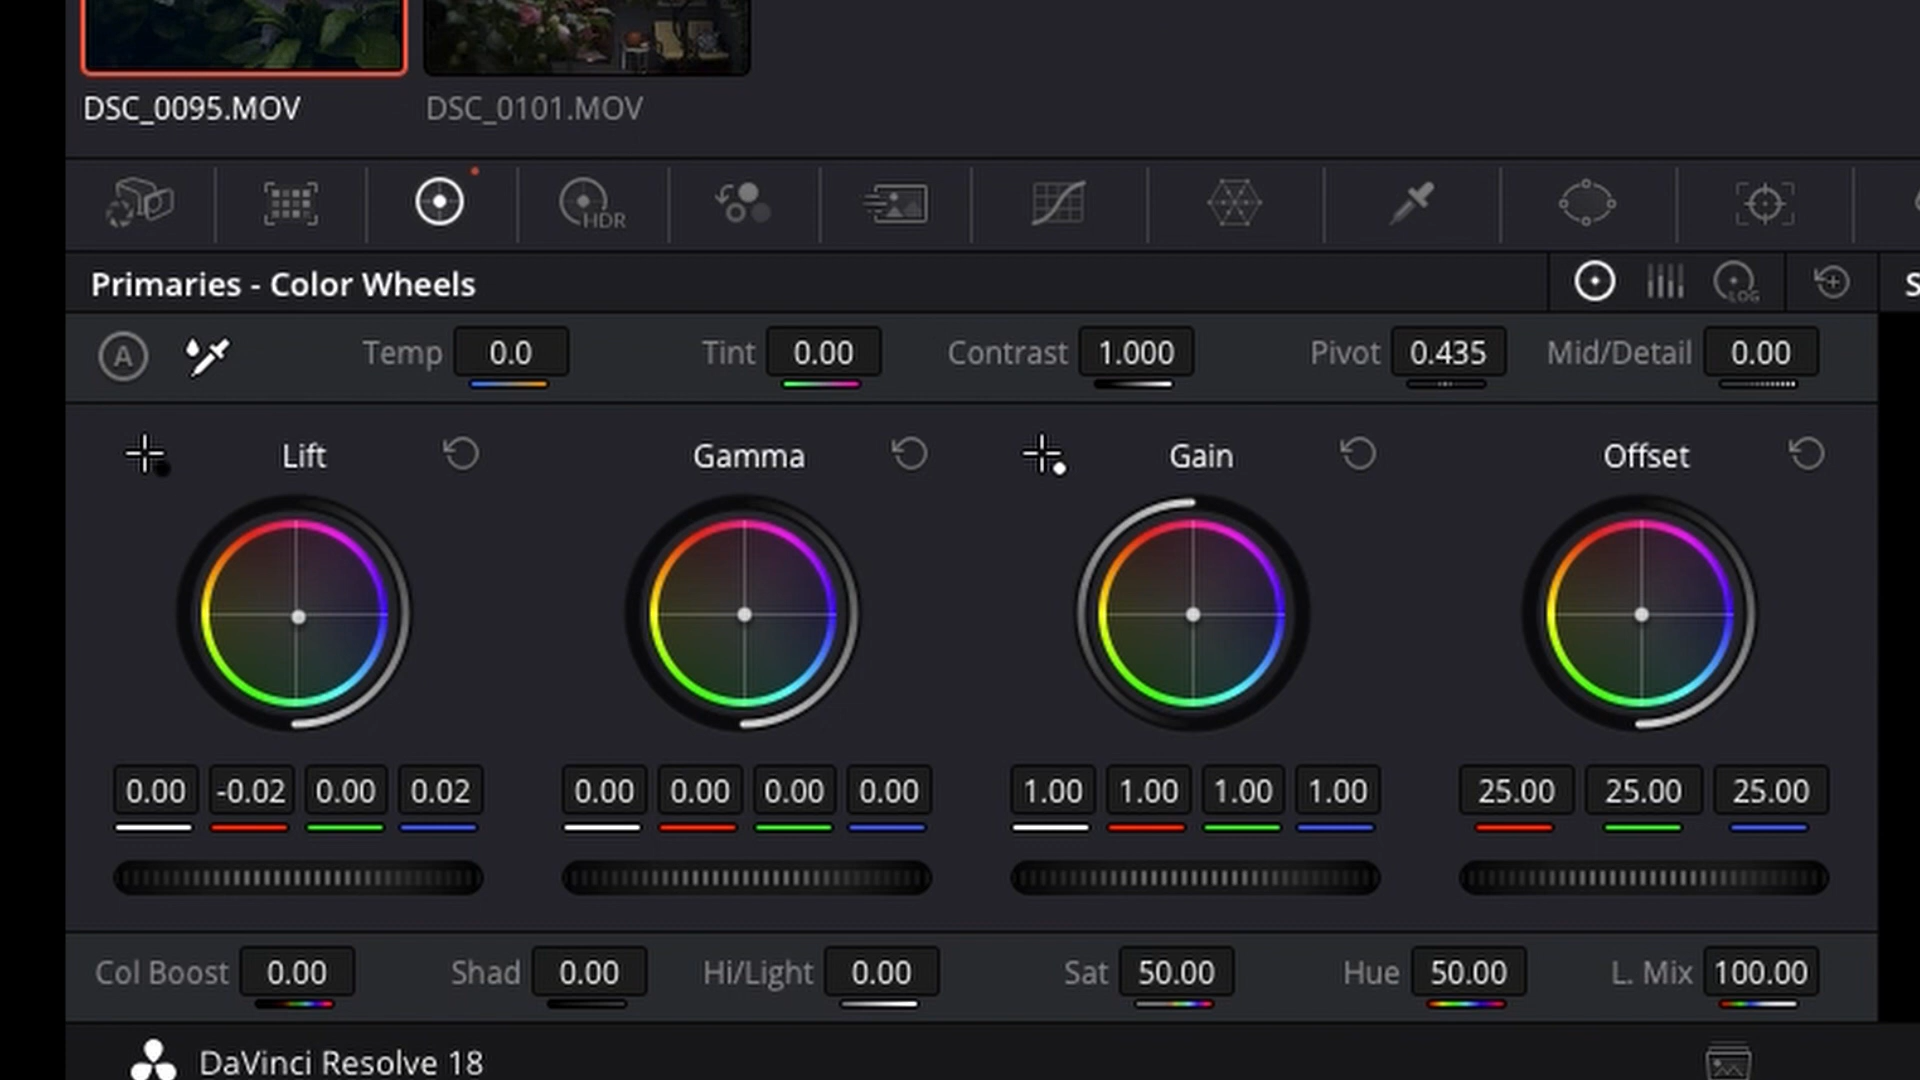 DSC_0095.MOV DSC_0101.MOV
HDR
Primaries - Color Wheels LOG S
A Temp 0.0 Tint 0.00 Contrast 1.000 Pivot 0.435 Mid/Detail 0.00
Lift Gamma Gain Offset
0.00 -0.02 0.00 0.02 0.00 0.00 0.00 0.00 1.00 1.00 1.00 1.00 25.00 25.00 25.00
Col Boost 0.00 Shad 0.00 Hi/Light 0.00 Sat 50.00 Hue 50.00 L. Mix 100.00
DaVinci Resolve 18